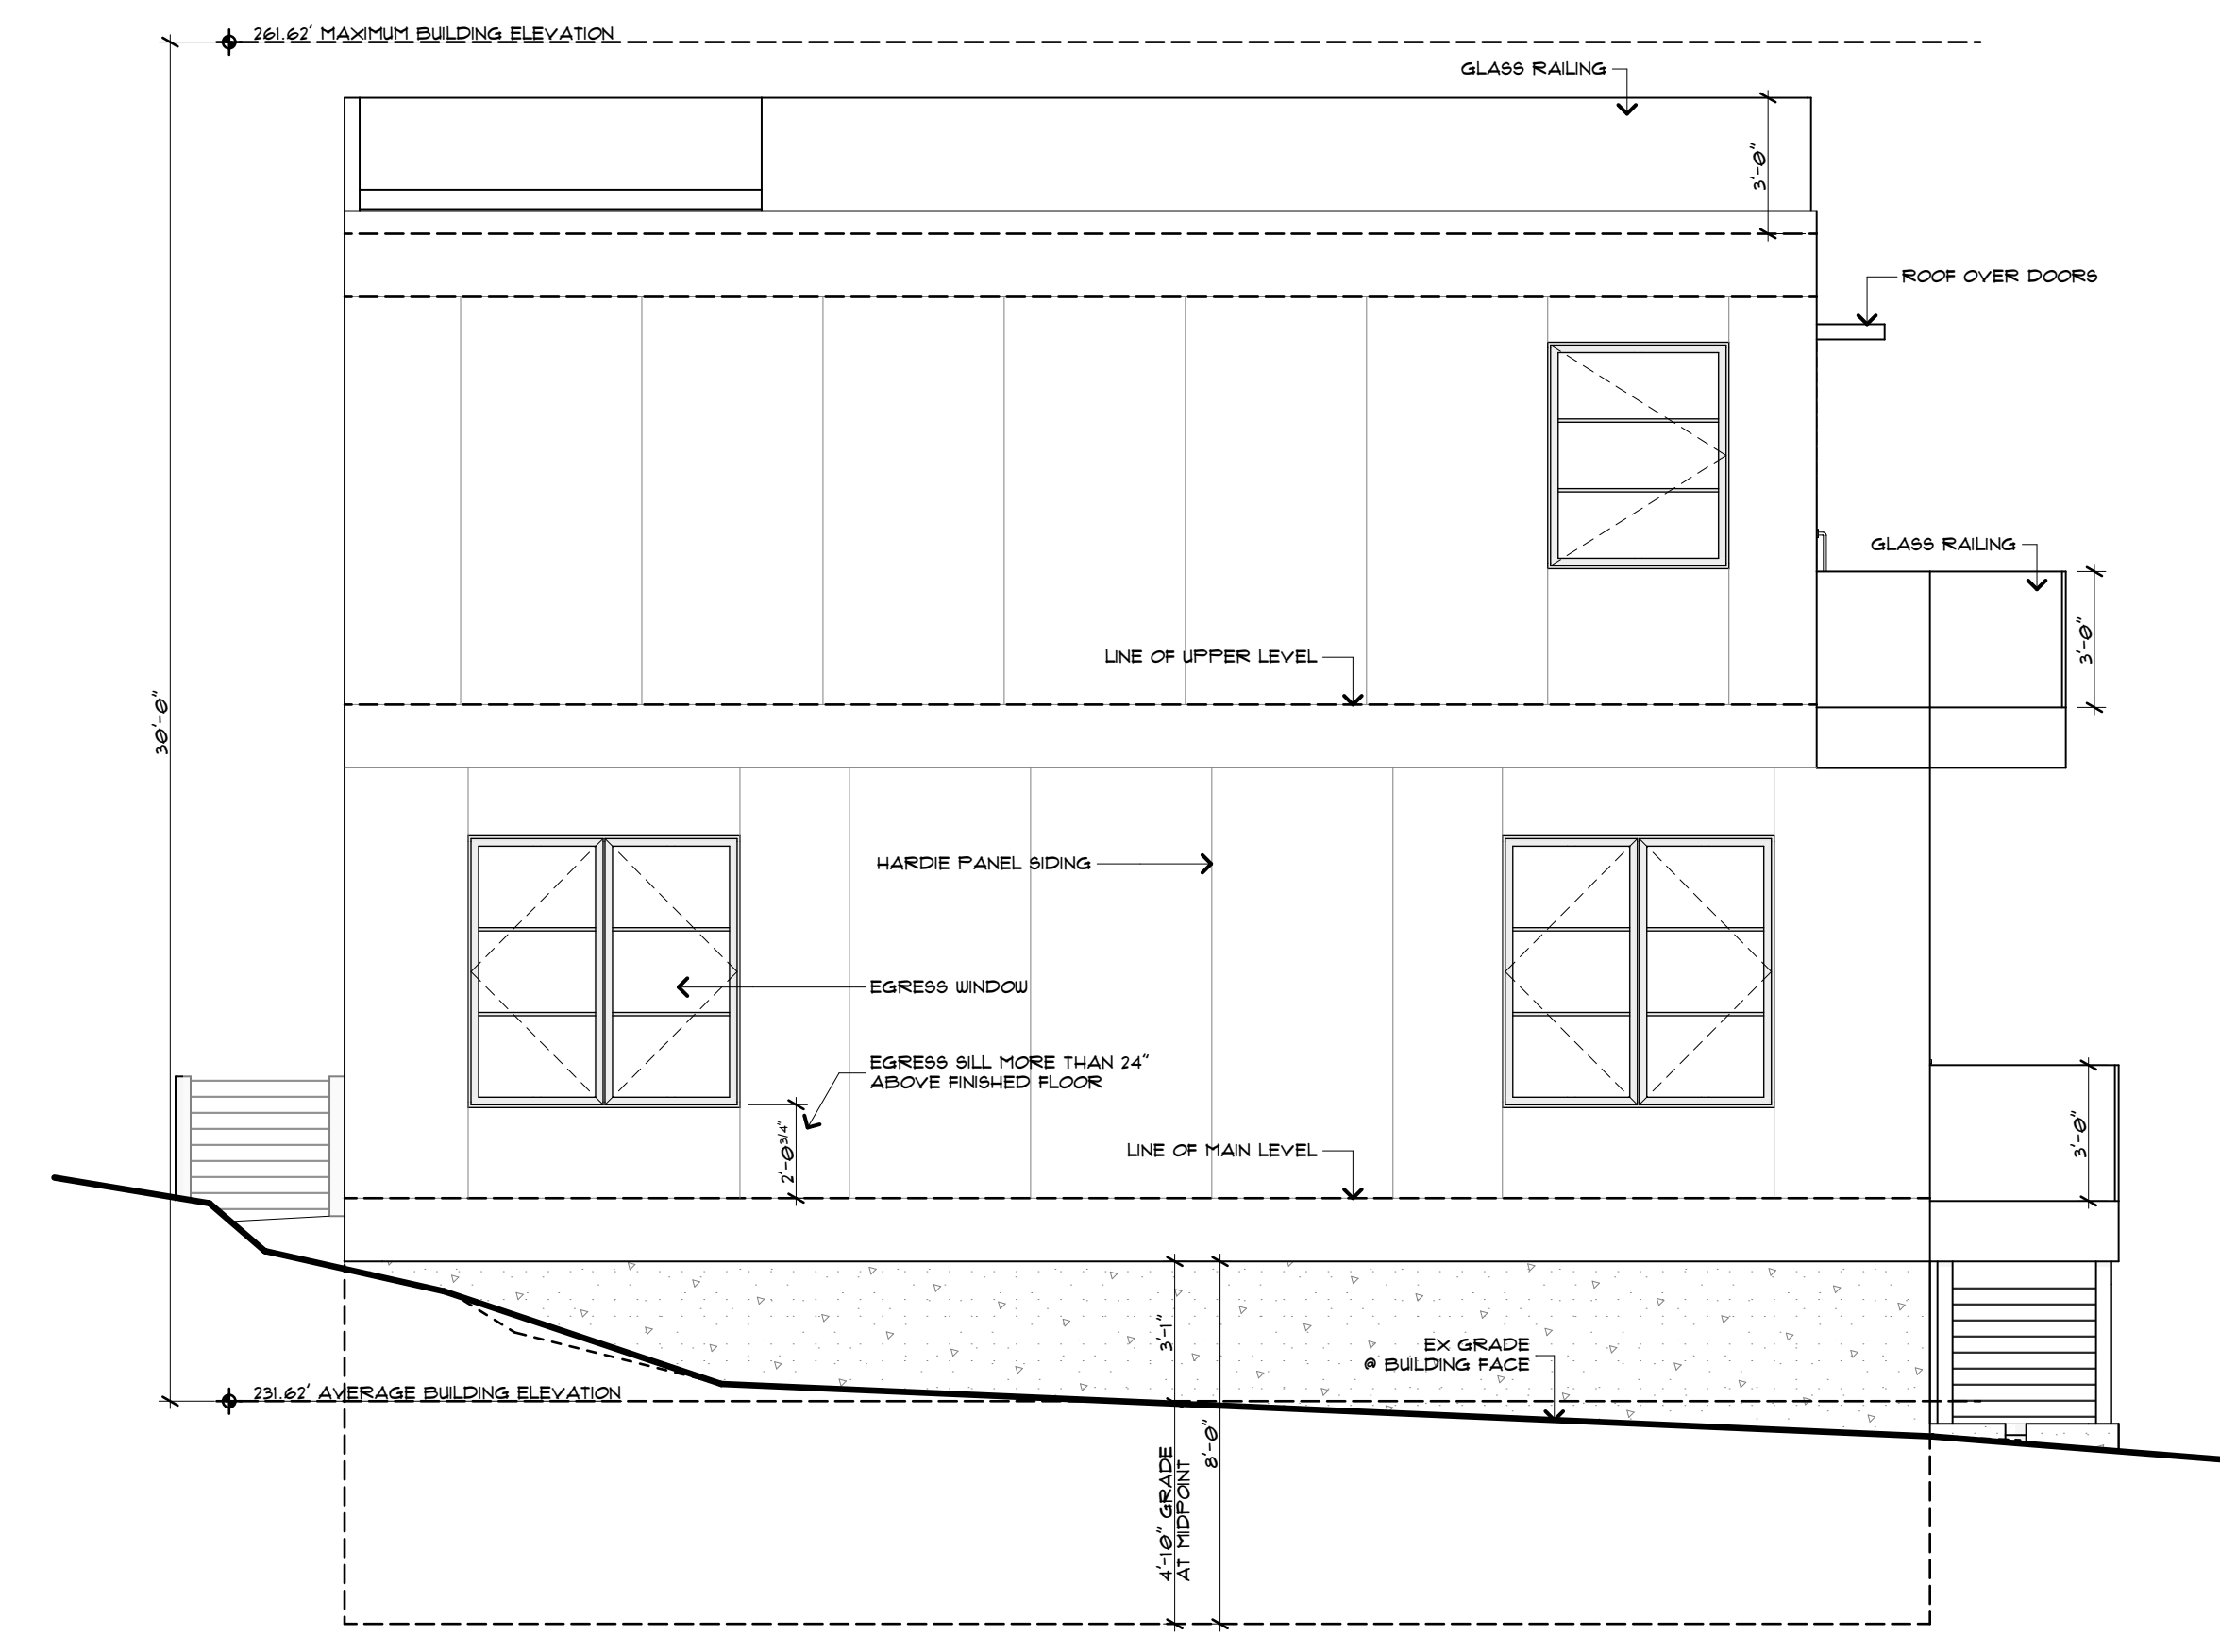 261.62' MAXIMUM BUILDING ELEVATION
GLASS RAILING
3'-0"
ROOF OVER DOORS
GLASS RAILING
3'-0"
LINE OF UPPER LEVEL
30'-0"
HARDIE PANEL SIDING
EGRESS WINDOW
EGRESS SILL MORE THAN 24"
ABOVE FINISHED FLOOR
2'-0 3/4"
LINE OF MAIN LEVEL
3'-0"
3'-1"
EX GRADE
@ BUILDING FACE
231.62' AVERAGE BUILDING ELEVATION
8'-0"
4'-10" GRADE
AT MIDPOINT